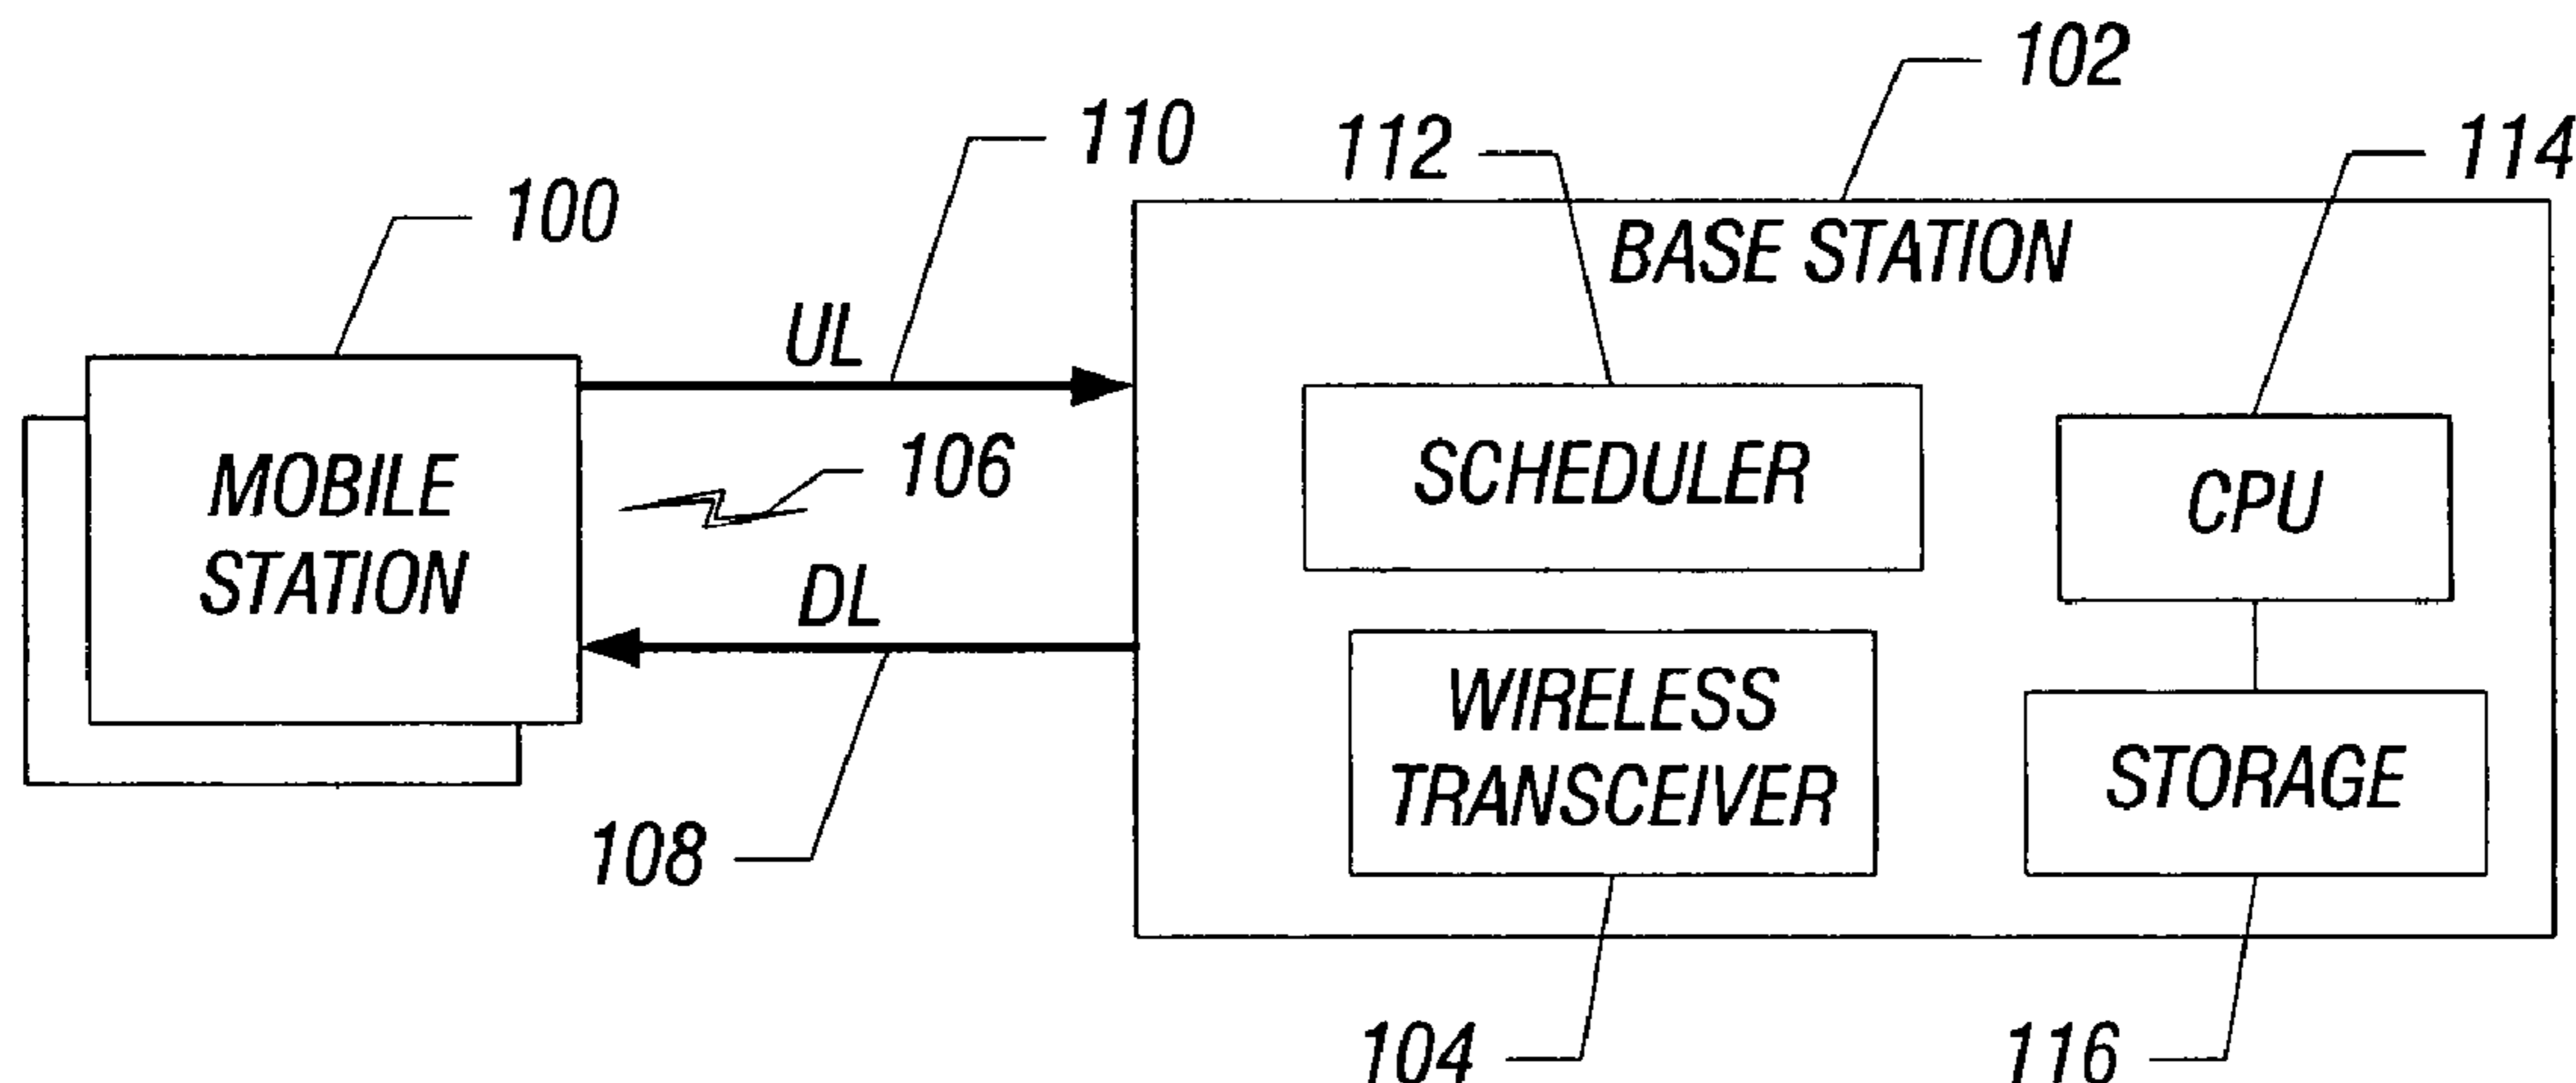 102
110
112
114
100
BASE STATION
UL
106
SCHEDULER
MOBILE
STATION
CPU
DL
WIRELESS
TRANSCEIVER
STORAGE
108
104
116